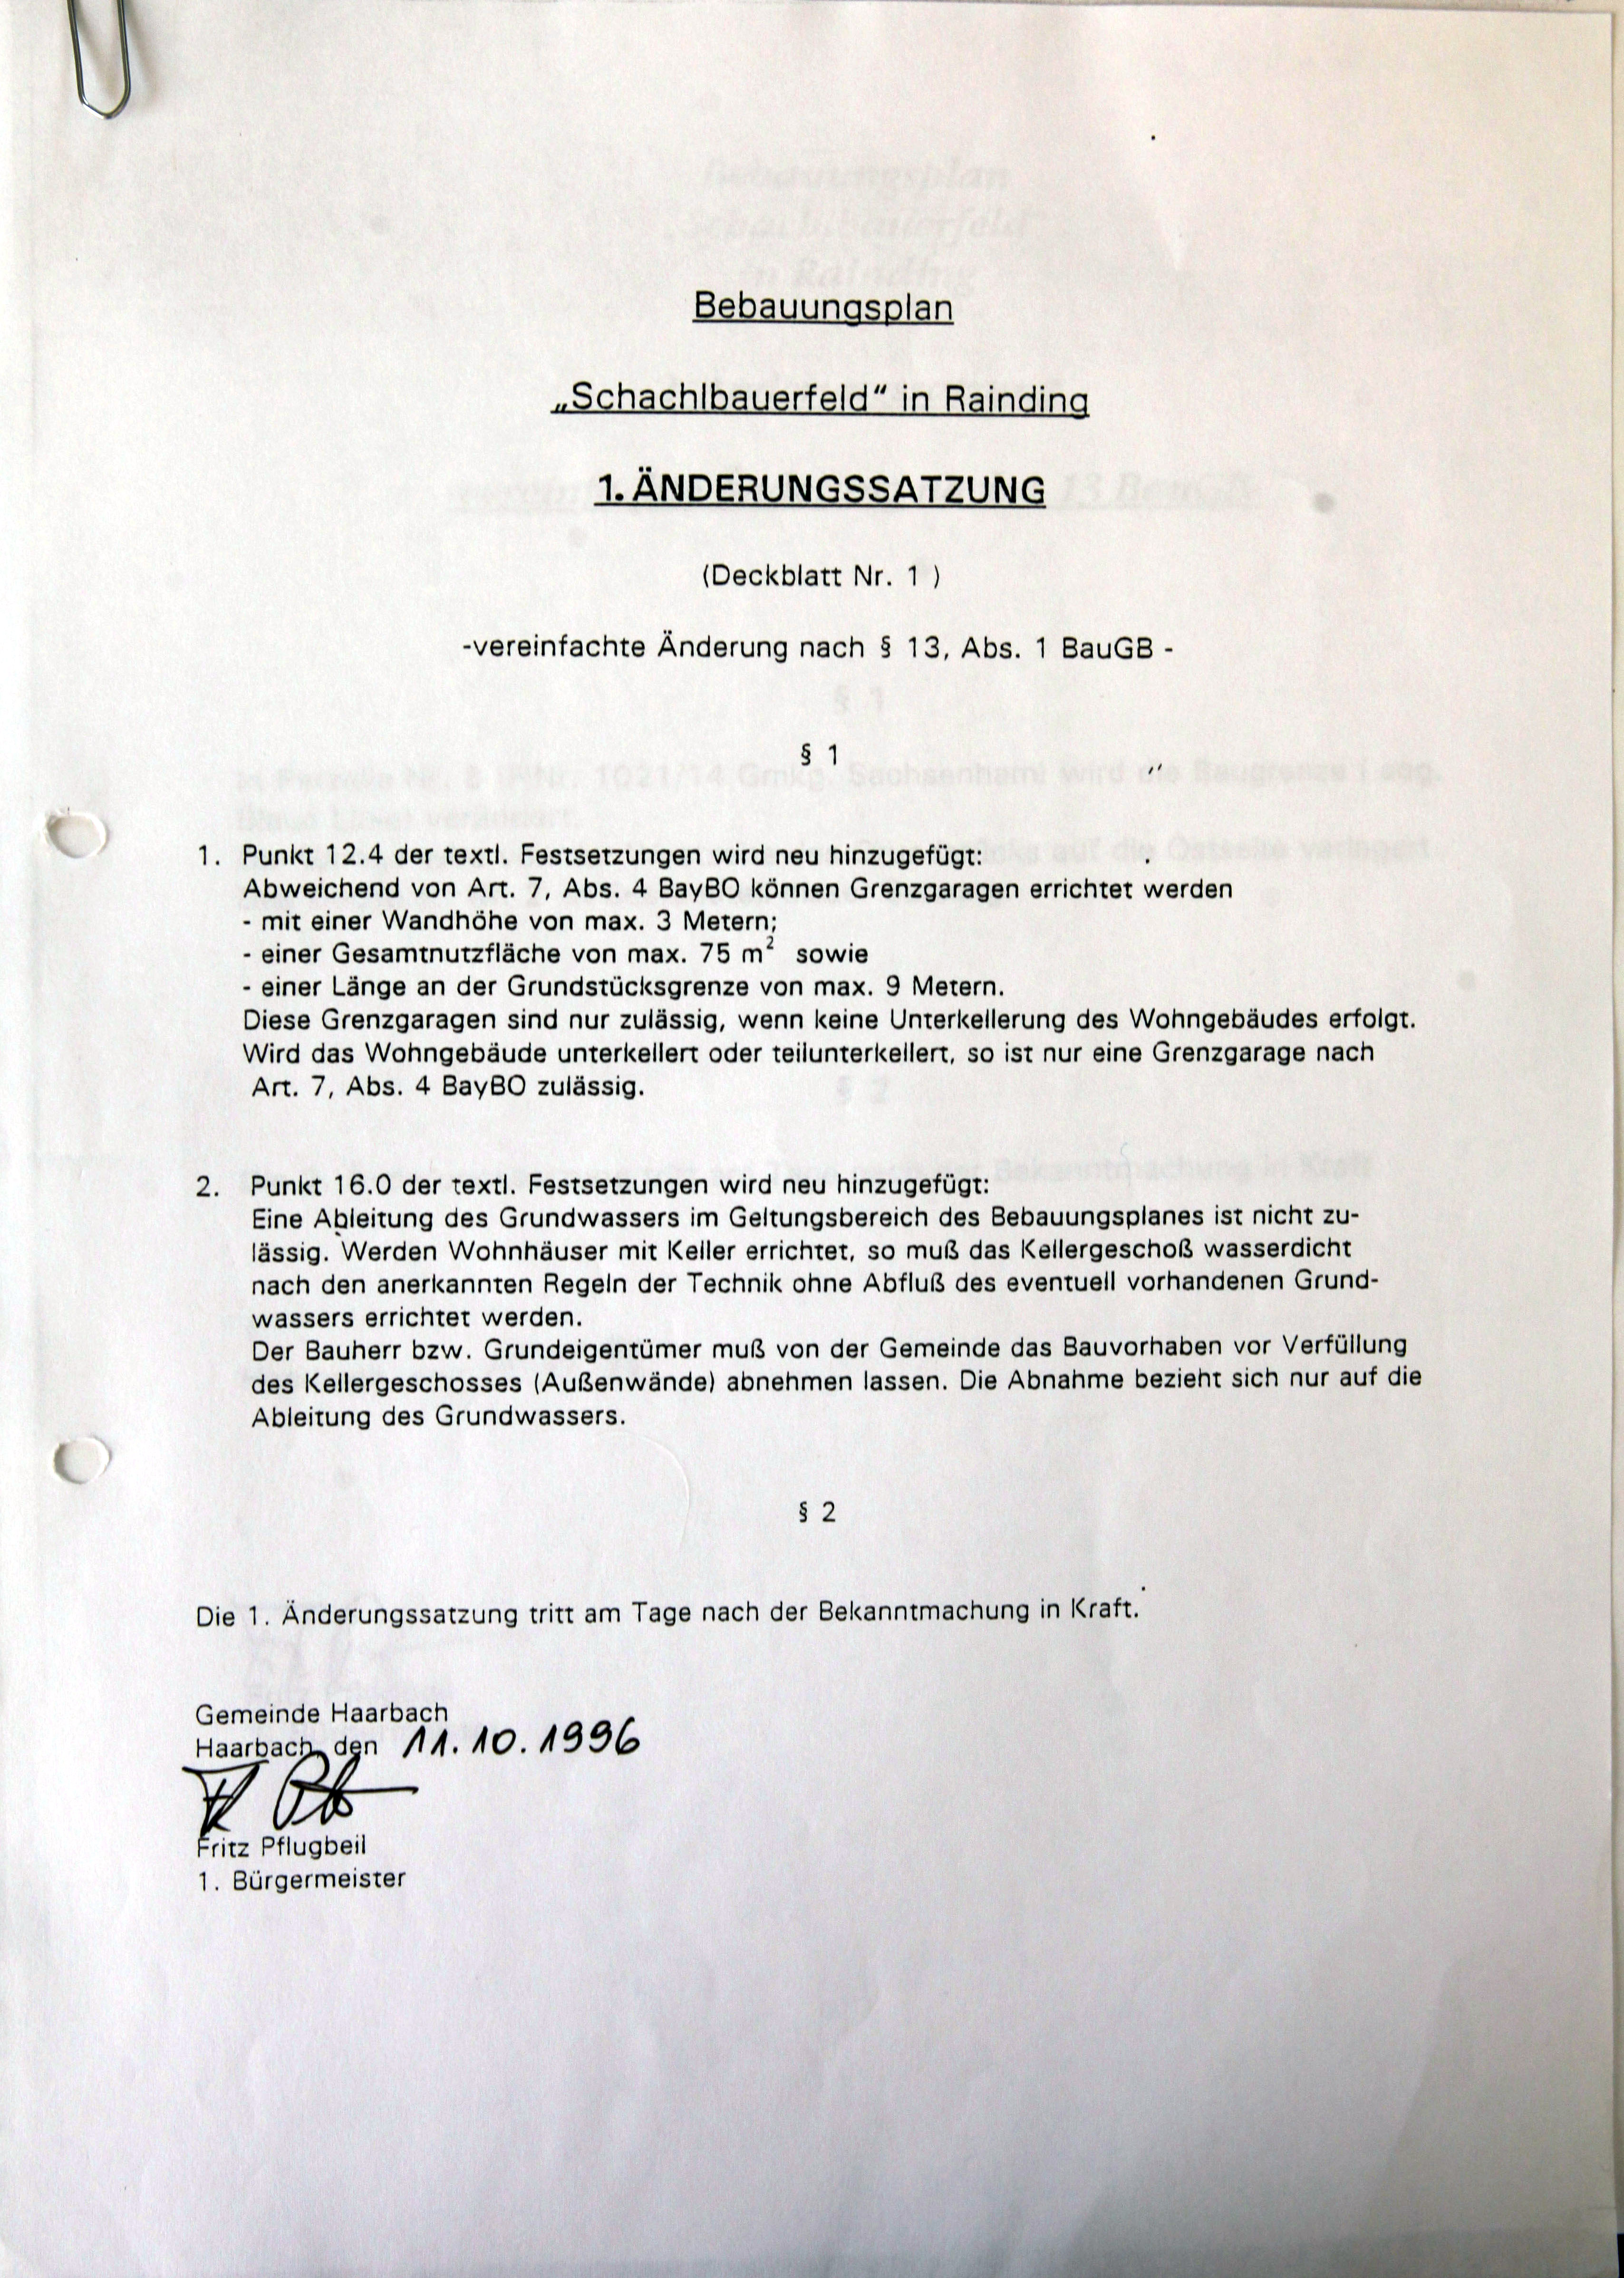 Bebauungsplan
„Schachlbauerfeld“ in Rainding
1. ÄNDERUNGSSATZUNG
(Deckblatt Nr. 1 )
-vereinfachte Änderung nach § 13, Abs. 1 BauGB -
§ 1
1. Punkt 12.4 der textl. Festsetzungen wird neu hinzugefügt:
Abweichend von Art. 7, Abs. 4 BayBO können Grenzgaragen errichtet werden
- mit einer Wandhöhe von max. 3 Metern;
- einer Gesamtnutzfläche von max. 75 m² sowie
- einer Länge an der Grundstücksgrenze von max. 9 Metern.
Diese Grenzgaragen sind nur zulässig, wenn keine Unterkellerung des Wohngebäudes erfolgt.
Wird das Wohngebäude unterkellert oder teilunterkellert, so ist nur eine Grenzgarage nach
Art. 7, Abs. 4 BayBO zulässig.
2. Punkt 16.0 der textl. Festsetzungen wird neu hinzugefügt:
Eine Ableitung des Grundwassers im Geltungsbereich des Bebauungsplanes ist nicht zu-
lässig. Werden Wohnhäuser mit Keller errichtet, so muß das Kellergeschoß wasserdicht
nach den anerkannten Regeln der Technik ohne Abfluß des eventuell vorhandenen Grund-
wassers errichtet werden.
Der Bauherr bzw. Grundeigentümer muß von der Gemeinde das Bauvorhaben vor Verfüllung
des Kellergeschosses (Außenwände) abnehmen lassen. Die Abnahme bezieht sich nur auf die
Ableitung des Grundwassers.
§ 2
Die 1. Änderungssatzung tritt am Tage nach der Bekanntmachung in Kraft.
Gemeinde Haarbach
Haarbach, den 11.10.1996
Fritz Pflugbeil
1. Bürgermeister